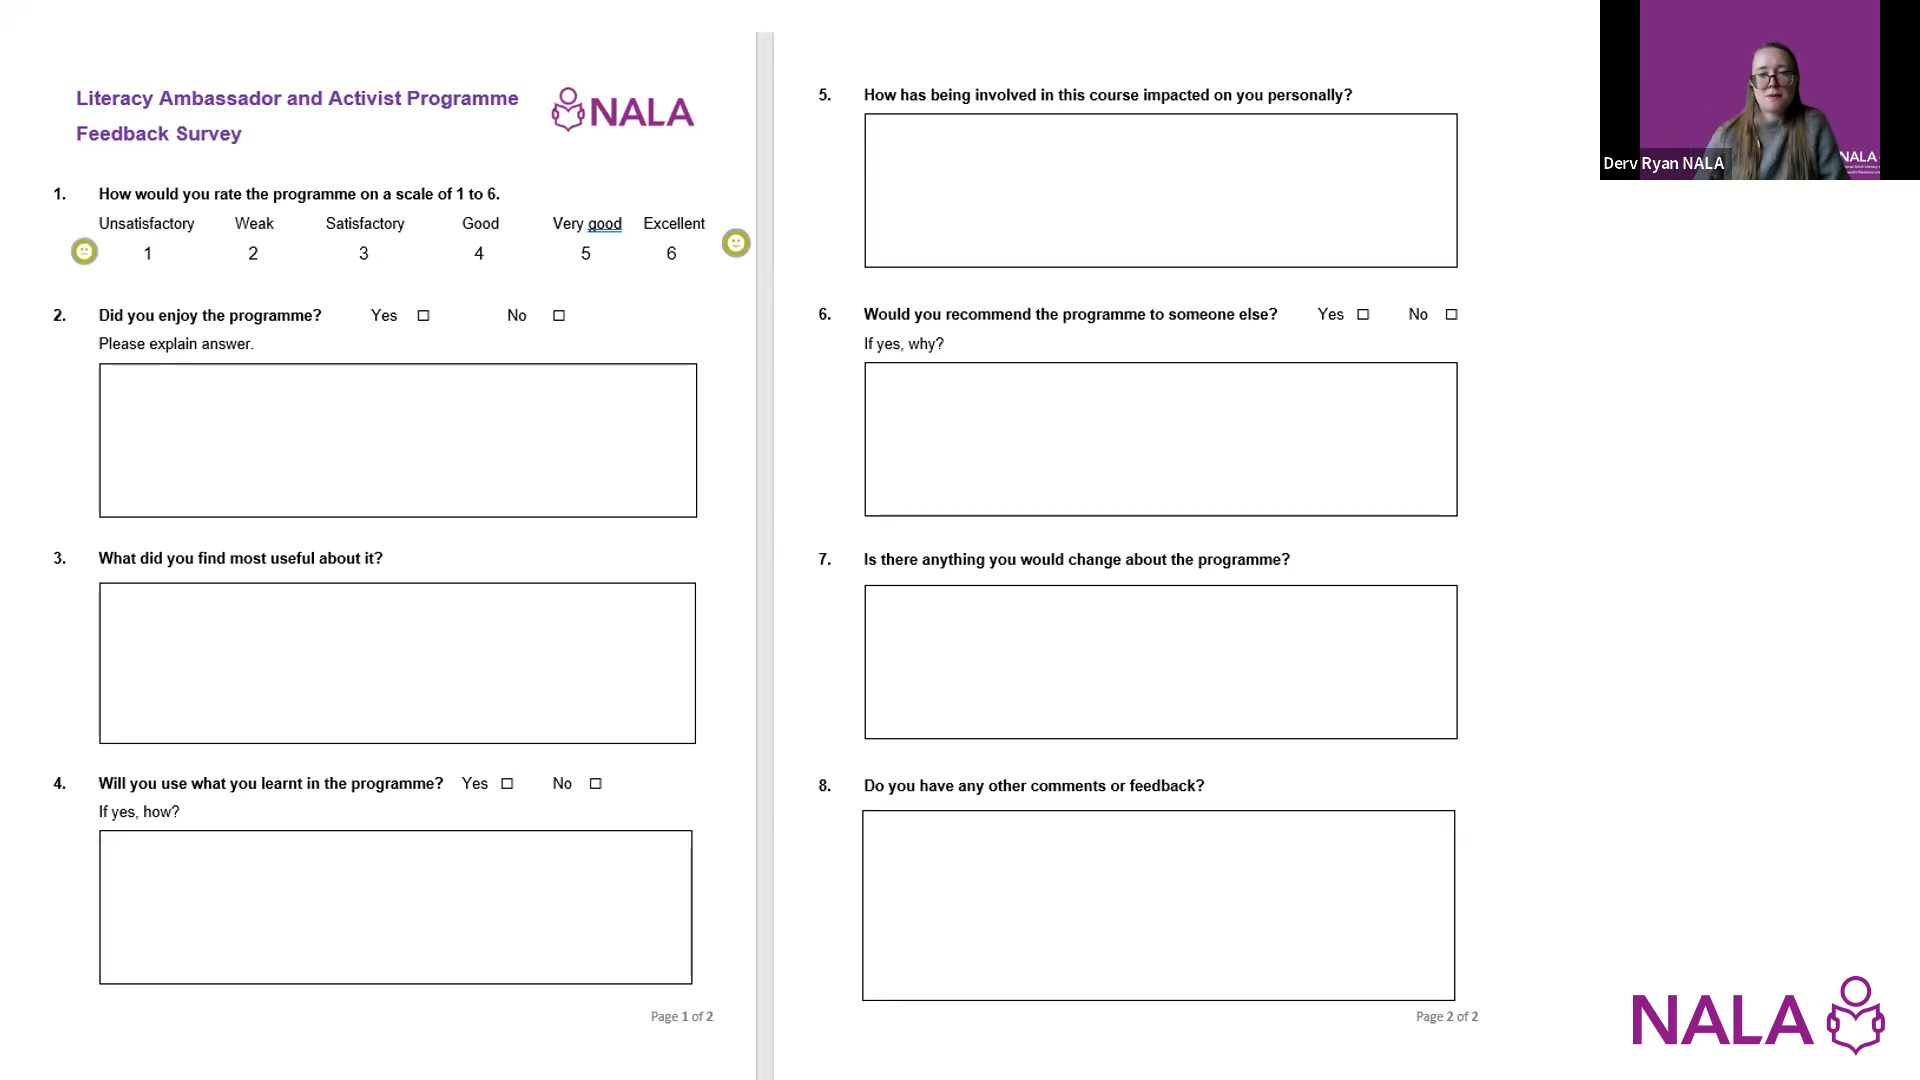 Literacy Ambassador and Activist Programme
Feedback Survey
NALA
1. How would you rate the programme on a scale of 1 to 6.
Unsatisfactory Weak Satisfactory Good Very good Excellent
1 2 3 4 5 6
2. Did you enjoy the programme? Yes ☐ No ☐
Please explain answer.
3. What did you find most useful about it?
4. Will you use what you learnt in the programme? Yes ☐ No ☐
If yes, how?
Page 1 of 2
5. How has being involved in this course impacted on you personally?
6. Would you recommend the programme to someone else? Yes ☐ No ☐
If yes, why?
7. Is there anything you would change about the programme?
8. Do you have any other comments or feedback?
Page 2 of 2
Derv Ryan NALA
NALA
NALA